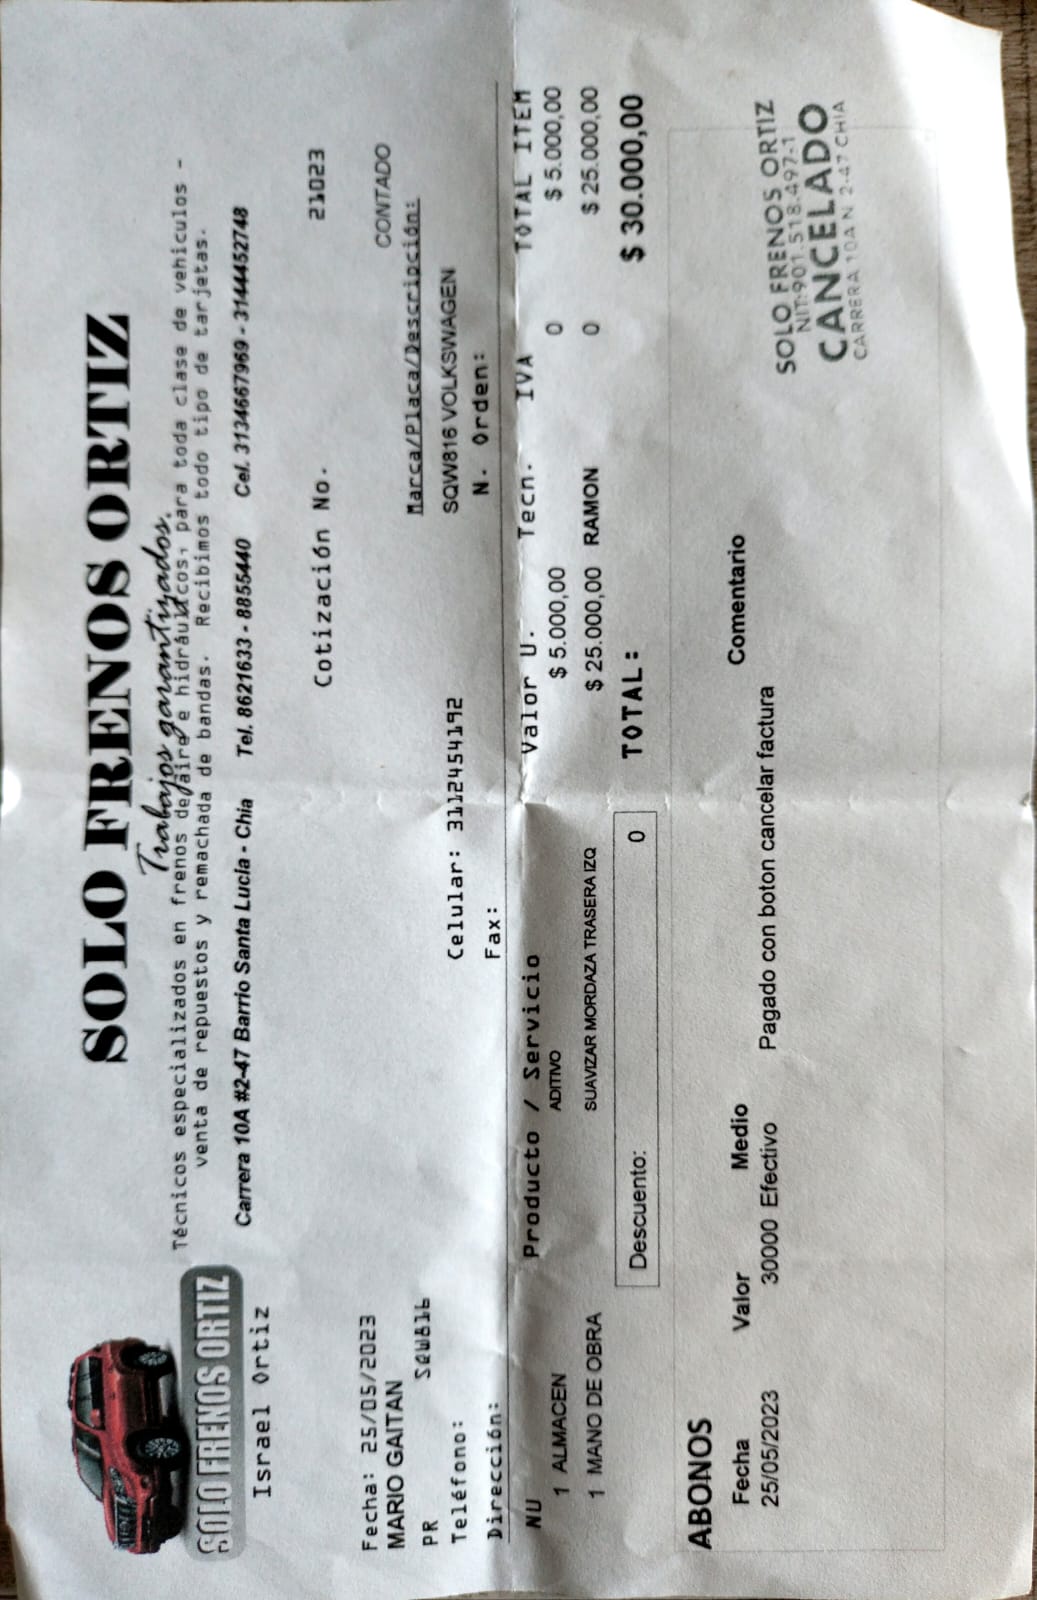 SOLO FRENOS ORTIZ
Trabajos garantizados.
Técnicos especializados en frenos de aire e hidráulicos, para toda clase de vehiculos -
venta de repuestos y remachada de bandas. Recibimos todo tipo de tarjetas.
SOLO FRENOS ORTIZ
Carrera 10A #2-47 Barrio Santa Lucia - Chia Tel. 8621633 - 8855440 Cel. 3134667969 - 3144452748
Israel Ortiz
Cotización No. 21023
Fecha: 25/05/2023
CONTADO
MARIO GAITAN
Marca/Placa/Descripción:
PR SQW816
SQW816 VOLKSWAGEN
Teléfono: Celular: 3112454192
N. Orden:
Dirección: Fax:
NU Producto / Servicio Valor U. Tecn. IVA TOTAL ITEM
1 ALMACEN ADITIVO $ 5.000,00 0 $ 5.000,00
1 MANO DE OBRA SUAVIZAR MORDAZA TRASERA IZQ $ 25.000,00 RAMON 0 $ 25.000,00
Descuento: 0 TOTAL: $ 30.000,00
ABONOS
Fecha Valor Medio Comentario
25/05/2023 30000 Efectivo Pagado con boton cancelar factura
SOLO FRENOS ORTIZ
NIT:901.518.497-1
CANCELADO
CARRERA 10A N 2-47 CHIA